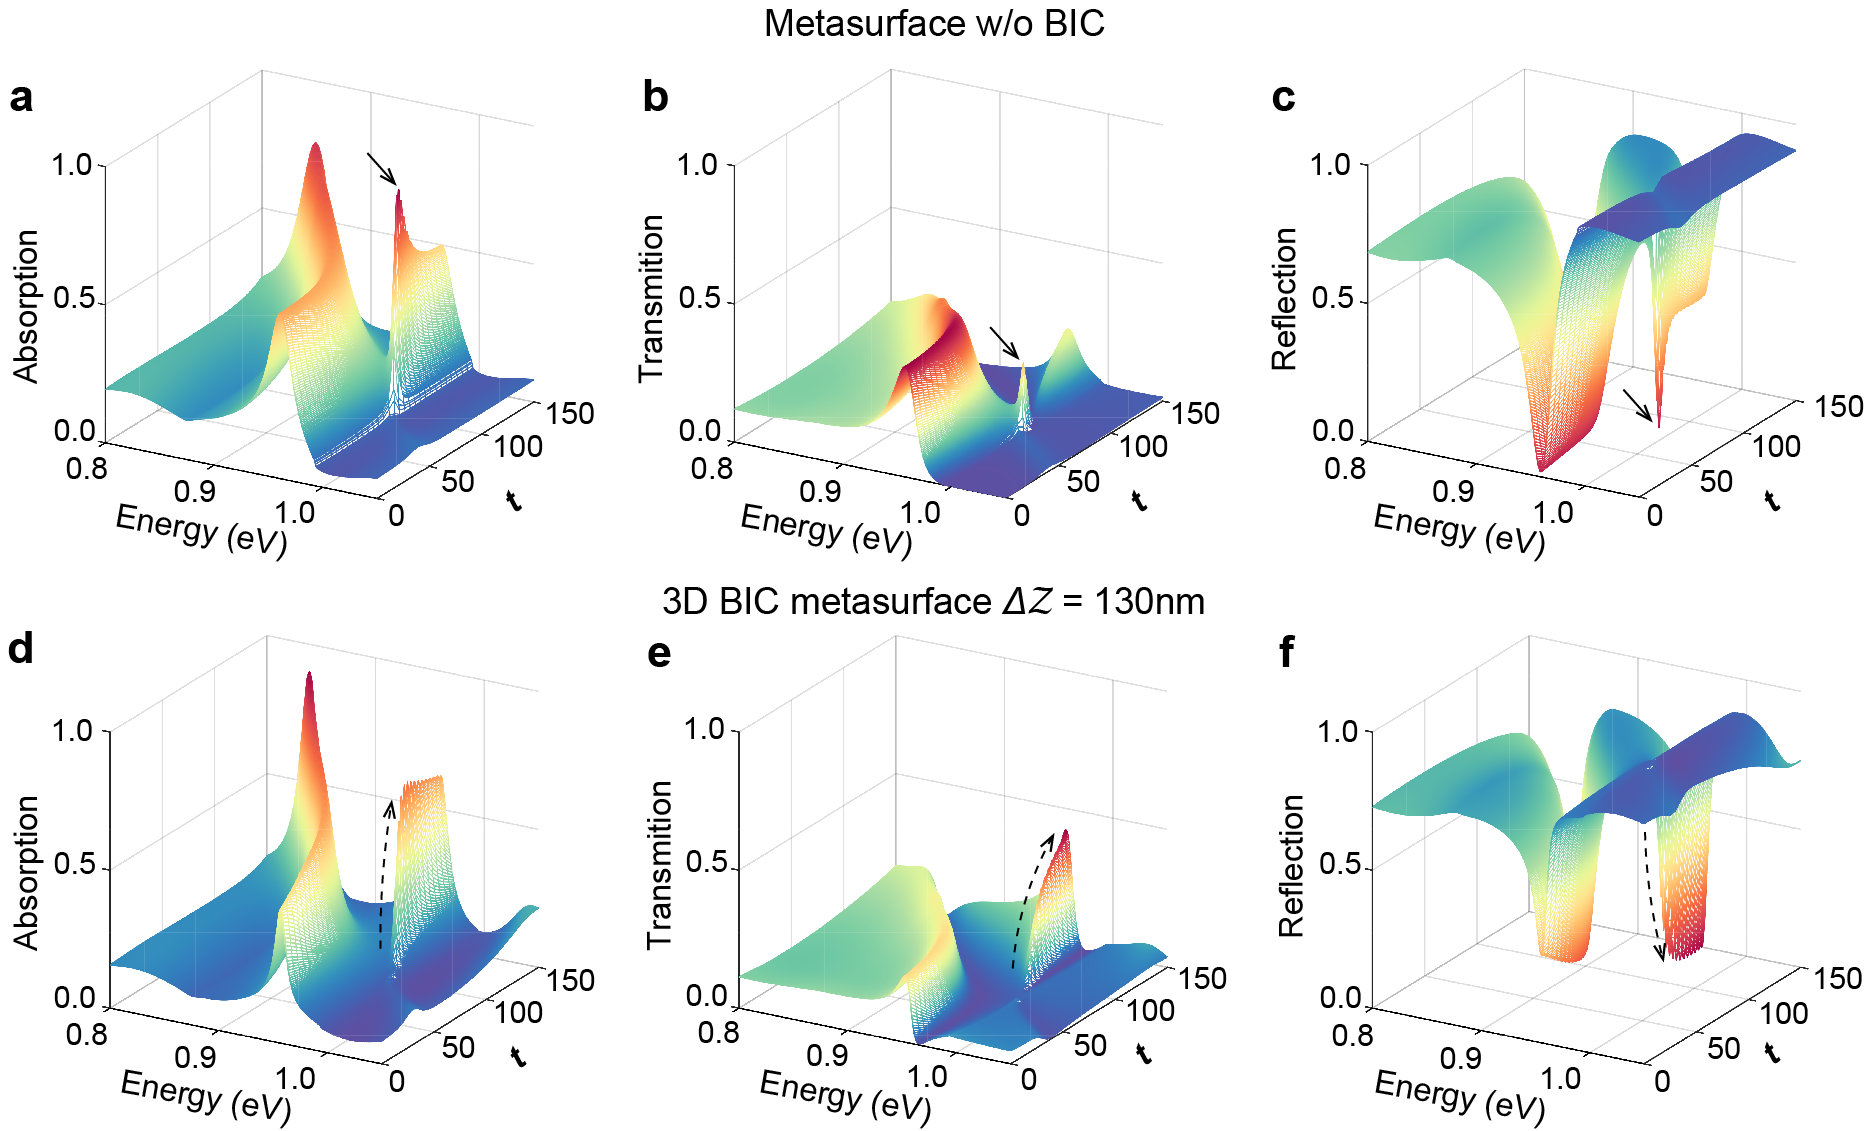 Metasurface w/o BIC
a
b
c
1.0
0.5
0.0
Absorption
0.8
0.9
1.0
Energy (eV)
0
50
100
150
t
1.0
0.5
0.0
Transmition
0.8
0.9
1.0
Energy (eV)
0
50
100
150
t
1.0
0.5
0.0
Reflection
0.8
0.9
1.0
Energy (eV)
0
50
100
150
t
3D BIC metasurface ΔZ = 130nm
d
e
f
1.0
0.5
0.0
Absorption
0.8
0.9
1.0
Energy (eV)
0
50
100
150
t
1.0
0.5
0.0
Transmition
0.8
0.9
1.0
Energy (eV)
0
50
100
150
t
1.0
0.5
0.0
Reflection
0.8
0.9
1.0
Energy (eV)
0
50
100
150
t